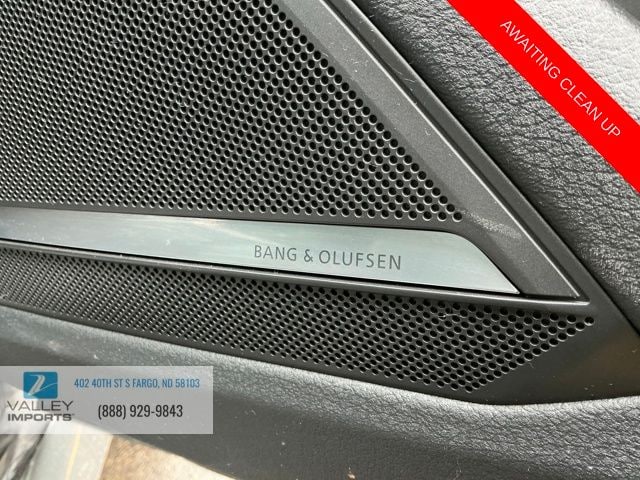 AWAITING CLEAN UP
BANG & OLUFSEN
402 40TH ST S FARGO, ND 58103
VALLEY
IMPORTS
(888) 929-9843